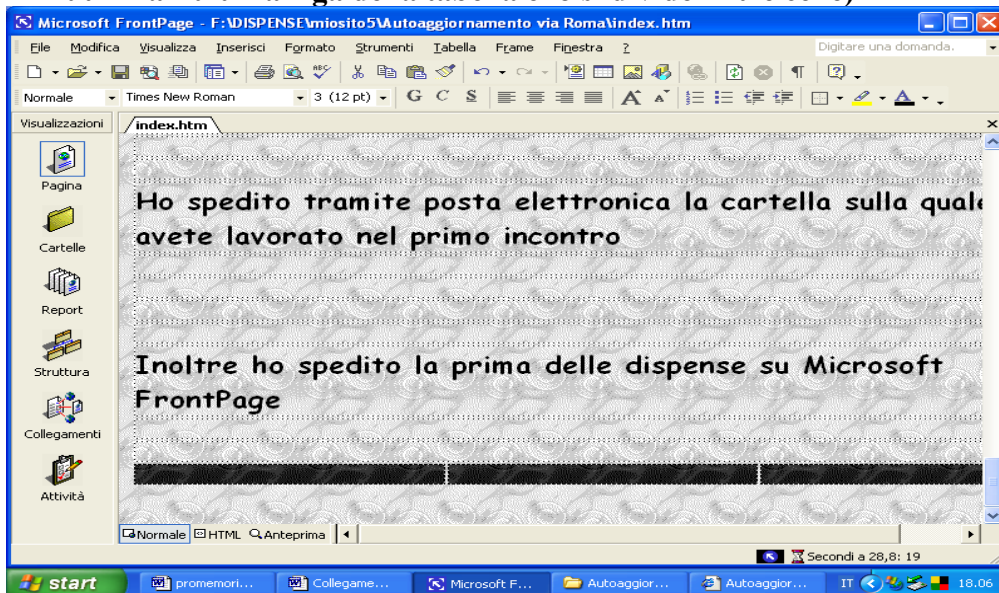 Microsoft FrontPage - F:\DISPENSE\miosito5\Autoaggiornamento via Roma\index.htm
File Modifica Visualizza Inserisci Formato Strumenti Tabella Frame Finestra ? Digitare una domanda.
Normale Times New Roman 3 (12 pt) G C S
Visualizzazioni index.htm
Pagina
Ho spedito tramite posta elettronica la cartella sulla quale
avete lavorato nel primo incontro
Cartelle
Report
Inoltre ho spedito la prima delle dispense su Microsoft
FrontPage
Struttura
Collegamenti
Attività
Normale HTML Anteprima
Secondi a 28,8: 19
start promemori... Collegame... Microsoft F... Autoaggior... Autoaggior... IT 18.06